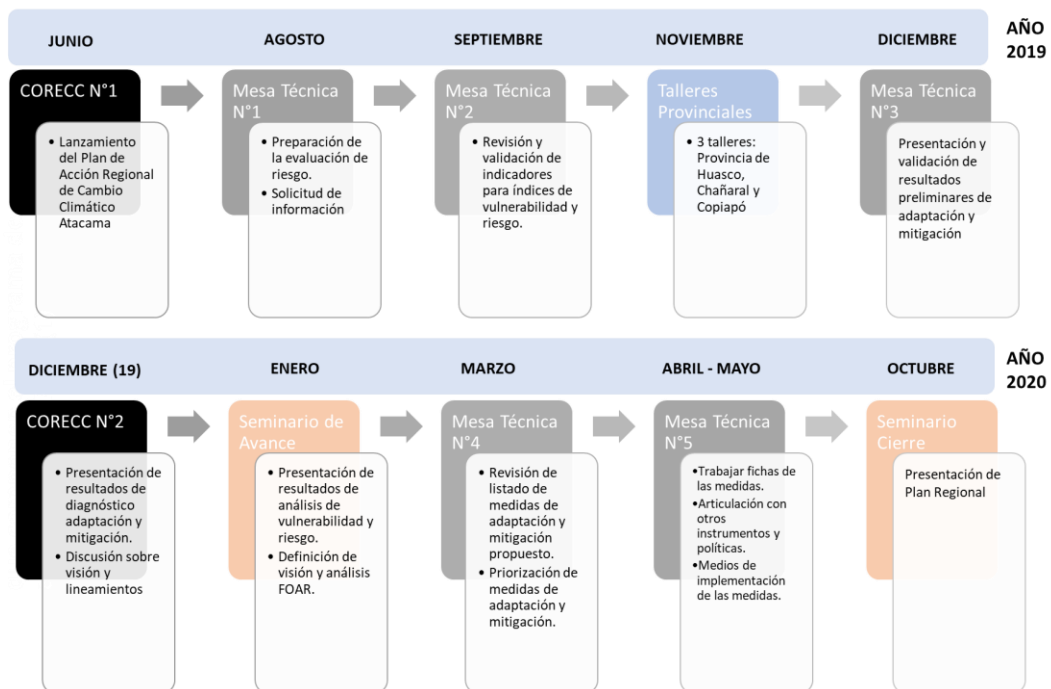 JUNIO
AGOSTO
SEPTIEMBRE
NOVIEMBRE
DICIEMBRE
AÑO
2019
CORECC N°1
• Lanzamiento
del Plan de
Acción Regional
de Cambio
Climático
Atacama
Mesa Técnica
N°1
• Preparación de
la evaluación de
riesgo.
• Solicitud de
información
Mesa Técnica
N°2
• Revisión y
validación de
indicadores
para índices de
vulnerabilidad y
riesgo.
Talleres
Provinciales
• 3 talleres:
Provincia de
Huasco,
Chañaral y
Copiapó
Mesa Técnica
N°3
Presentación y
validación de
resultados
preliminares de
adaptación y
mitigación
DICIEMBRE (19)
ENERO
MARZO
ABRIL - MAYO
OCTUBRE
AÑO
2020
CORECC N°2
• Presentación de
resultados de
diagnóstico
adaptación y
mitigación.
• Discusión sobre
visión y
lineamientos
Seminario de
Avance
• Presentación de
resultados de
análisis de
vulnerabilidad y
riesgo.
• Definición de
visión y análisis
FOAR.
Mesa Técnica
N°4
• Revisión de
listado de
medidas de
adaptación y
mitigación
propuesto.
• Priorización de
medidas de
adaptación y
mitigación.
Mesa Técnica
N°5
•Trabajar fichas de
las medidas.
•Articulación con
otros
instrumentos y
políticas.
•Medios de
implementación
de las medidas.
Seminario
Cierre
Presentación de
Plan Regional